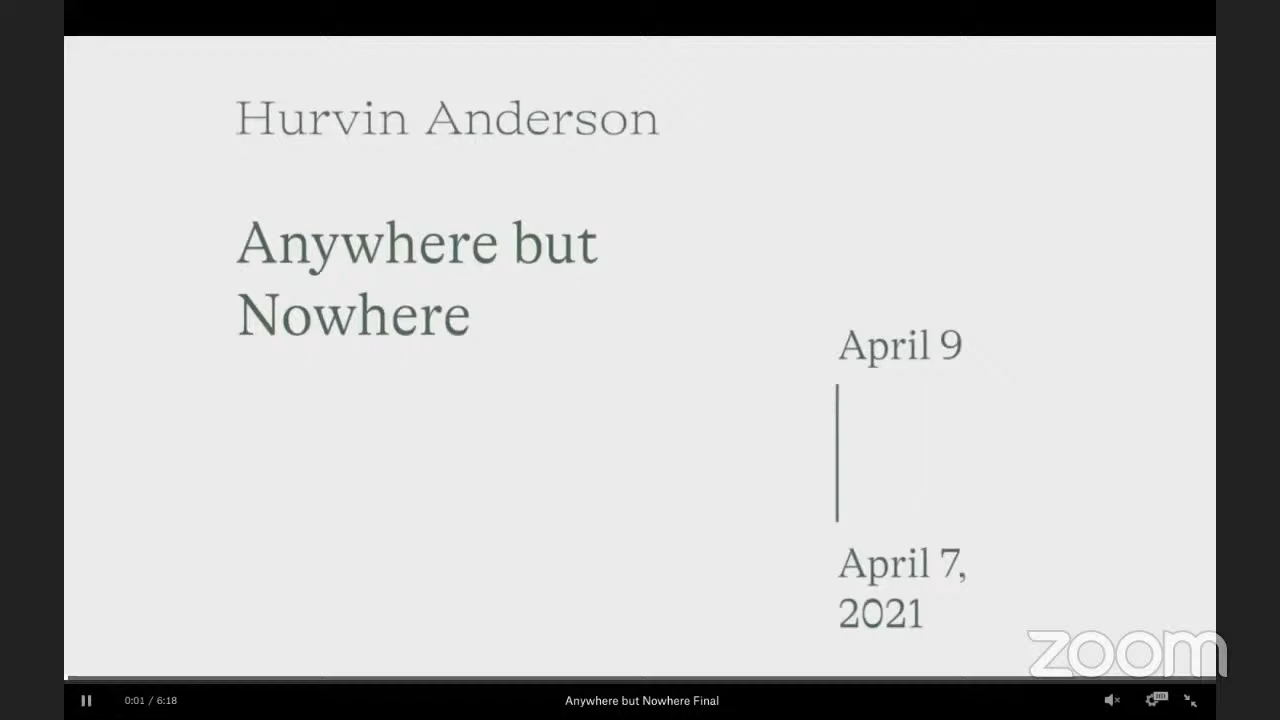 Hurvin Anderson
Anywhere but
Nowhere
April 9
April 7,
2021
zoom
0:01 / 6:18
Anywhere but Nowhere Final